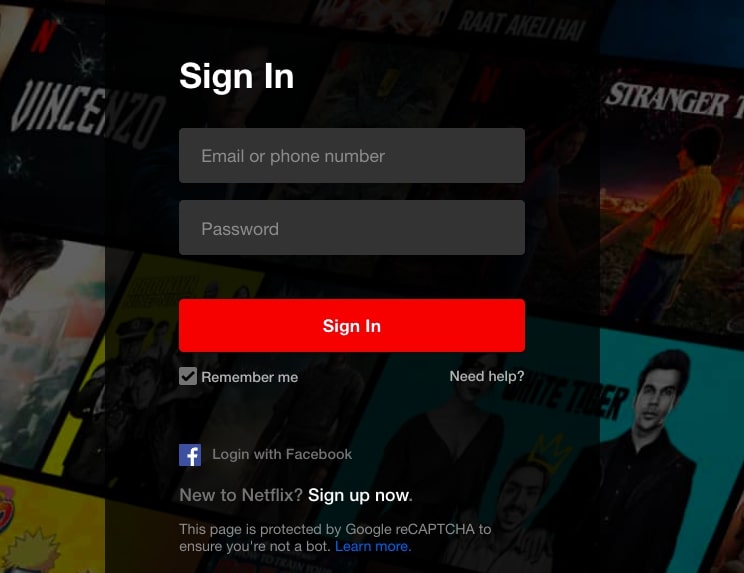 RAAT AKELI HAI
N
VINCENZO
N
STRANGER T
Sign In
Email or phone number
Password
Sign In
Remember me
Need help?
WHITE TIGER
Login with Facebook
New to Netflix? Sign up now.
This page is protected by Google reCAPTCHA to
ensure you're not a bot. Learn more.